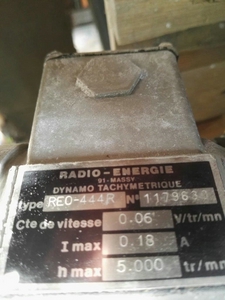 RADIO-ENERGIE
91-MASSY
DYNAMO TACHYMETRIQUE
type REO-444R N°
Cte de vitesse 0.06 V/tr/mn
I max 0.18 A
h max 5.000 tr/mn